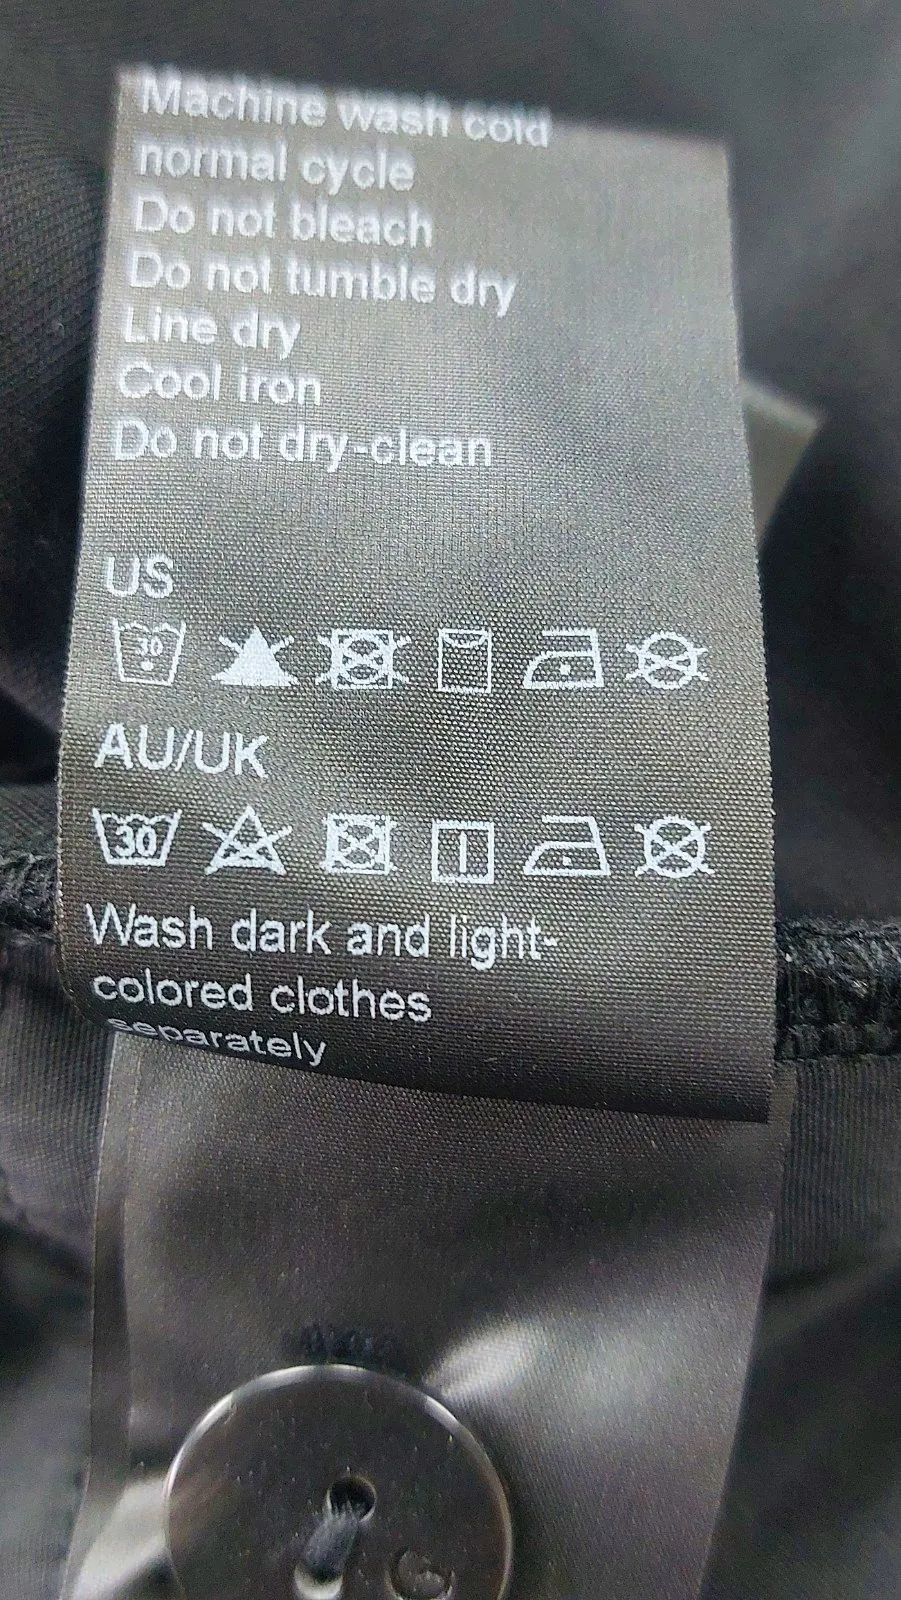 Machine wash cold
normal cycle
Do not bleach
Do not tumble dry
Line dry
Cool iron
Do not dry-clean
US
30
AU/UK
30
Wash dark and light-
colored clothes
separately